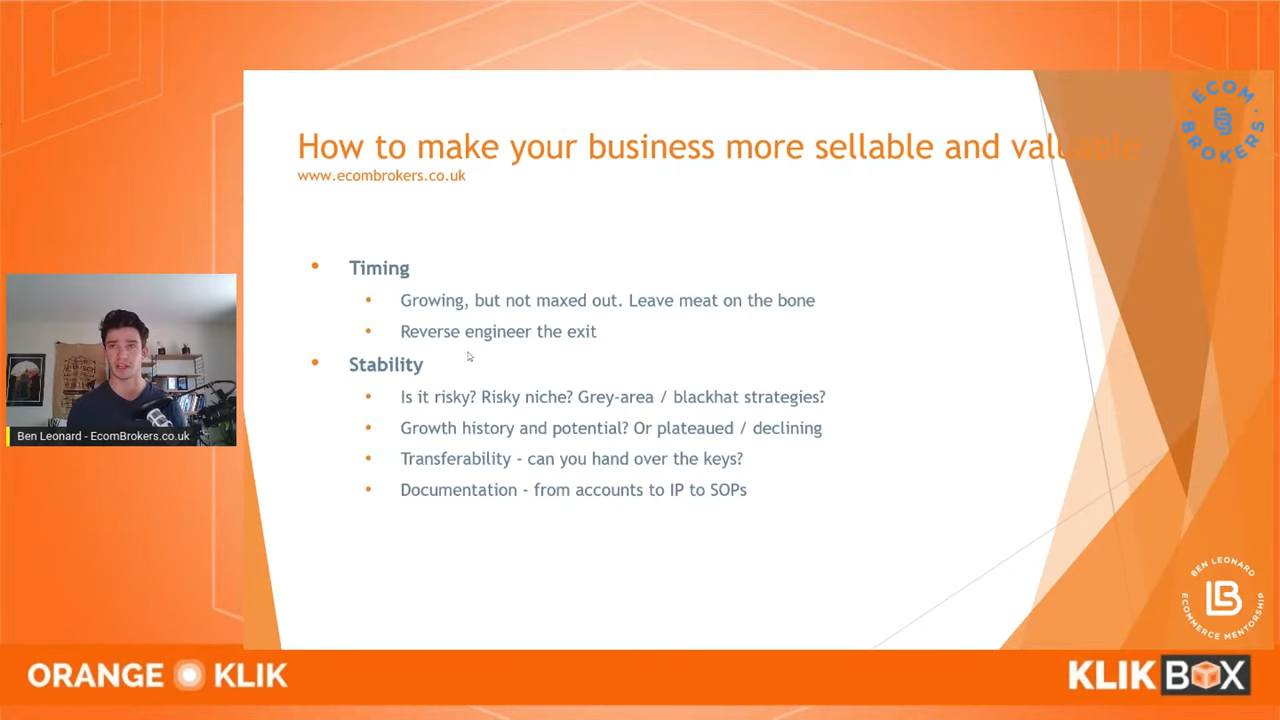 How to make your business more sellable and valuable
www.ecombrokers.co.uk
ECOM
BROKERS
• Timing
• Growing, but not maxed out. Leave meat on the bone
• Reverse engineer the exit
• Stability
• Is it risky? Risky niche? Grey-area / blackhat strategies?
• Growth history and potential? Or plateaued / declining
• Transferability - can you hand over the keys?
• Documentation - from accounts to IP to SOPs
Ben Leonard - EcomBrokers.co.uk
BEN LEONARD
LB
ECOMMERCE MENTORSHIP
ORANGE KLIK
KLIKBOX